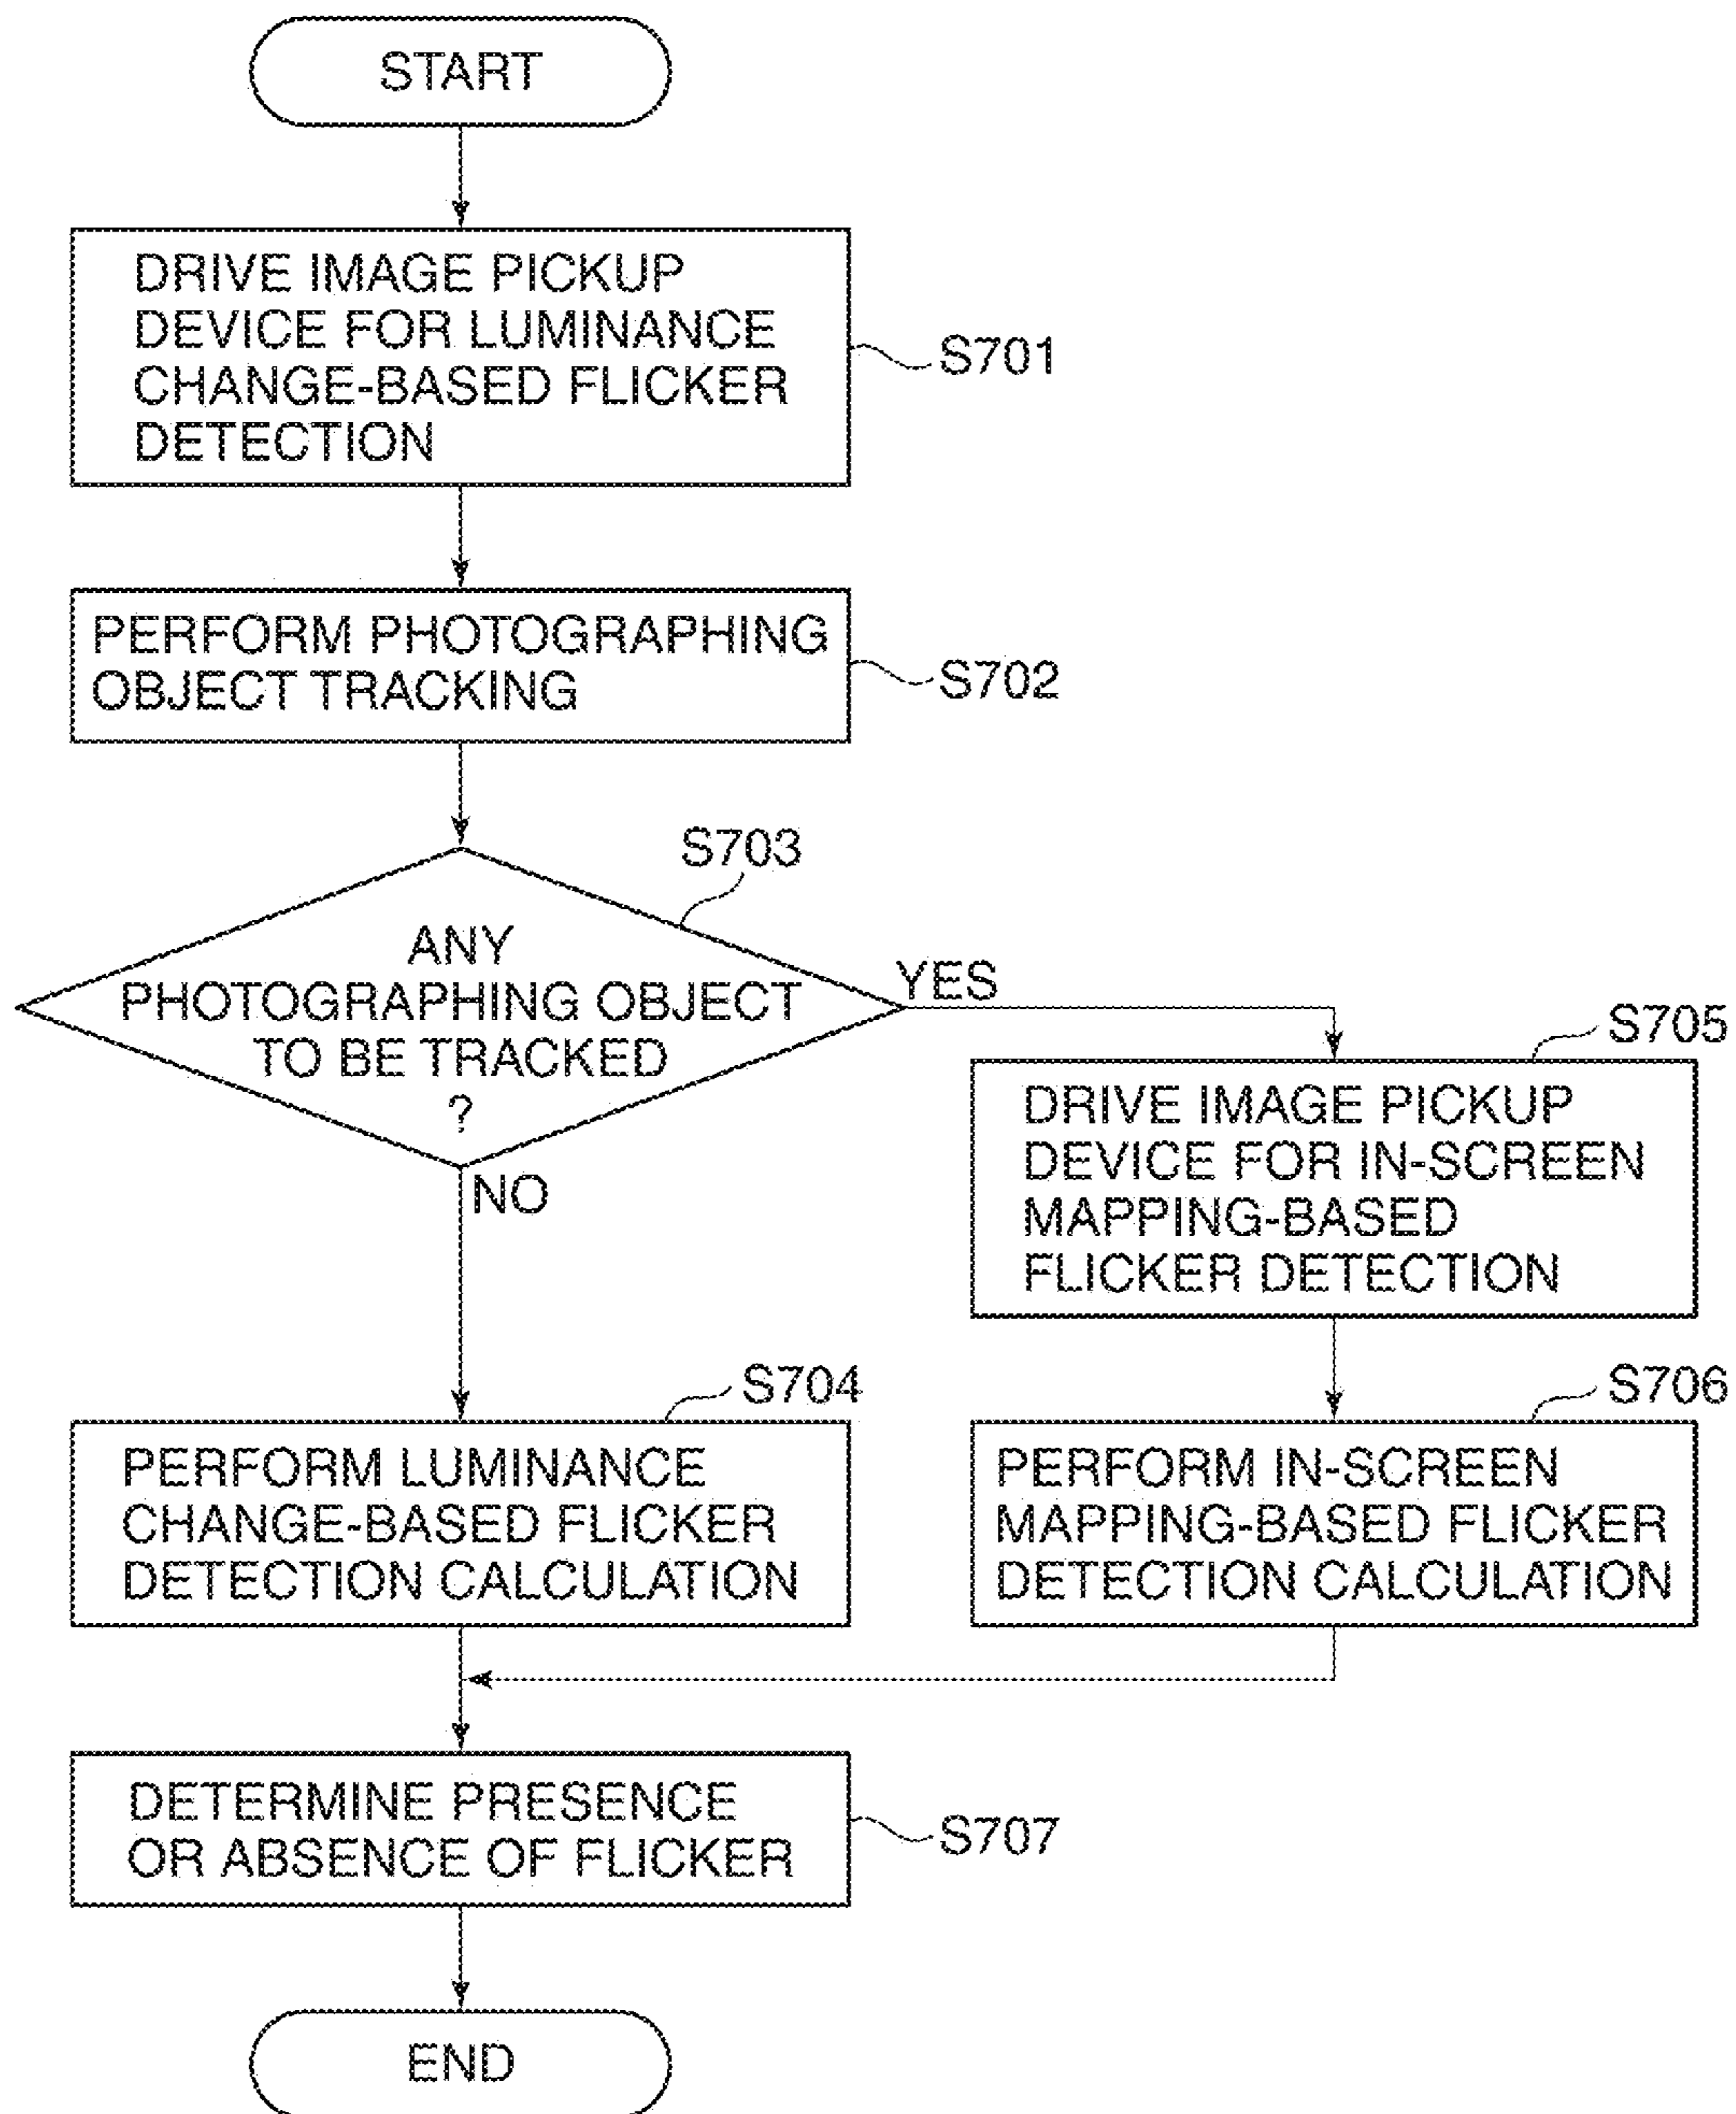 START
DRIVE IMAGE PICKUP
DEVICE FOR LUMINANCE
CHANGE-BASED FLICKER
DETECTION
S701
PERFORM PHOTOGRAPHING
OBJECT TRACKING
S702
S703
ANY
PHOTOGRAPHING OBJECT
TO BE TRACKED
?
YES
NO
S705
DRIVE IMAGE PICKUP
DEVICE FOR IN-SCREEN
MAPPING-BASED
FLICKER DETECTION
S704
PERFORM LUMINANCE
CHANGE-BASED FLICKER
DETECTION CALCULATION
S706
PERFORM IN-SCREEN
MAPPING-BASED FLICKER
DETECTION CALCULATION
DETERMINE PRESENCE
OR ABSENCE OF FLICKER
S707
END